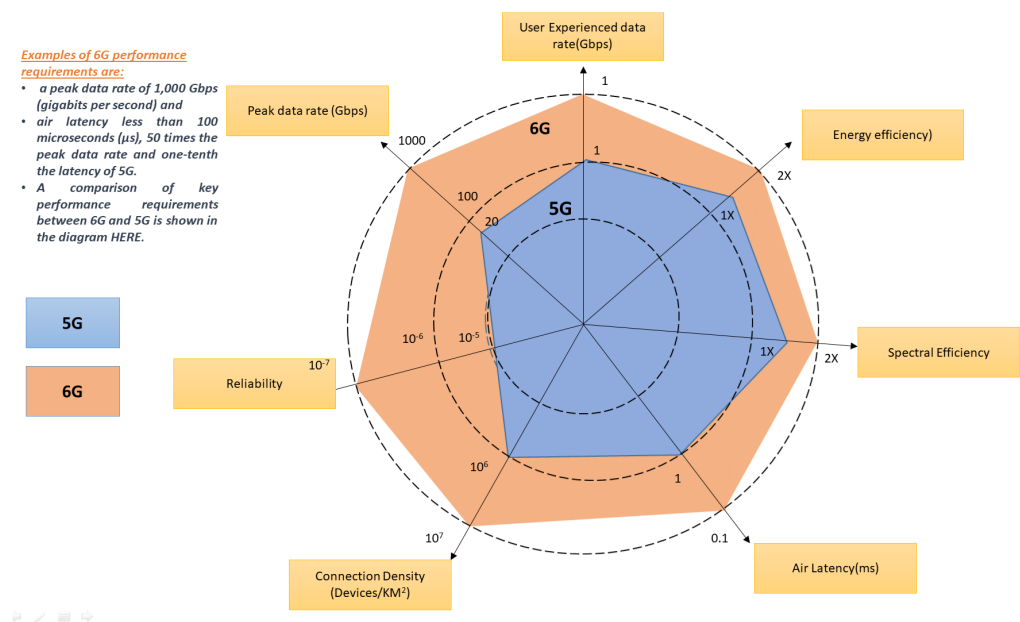 User Experienced data
rate(Gbps)
Examples of 6G performance
requirements are:
• a peak data rate of 1,000 Gbps
(gigabits per second) and
• air latency less than 100
microseconds (μs), 50 times the
peak data rate and one-tenth
the latency of 5G.
• A comparison of key
performance requirements
between 6G and 5G is shown in
the diagram HERE.
Peak data rate (Gbps)
1
6G
Energy efficiency)
1000
1
2X
100
20
5G
1X
5G
10-⁶
10-⁵
1X
2X
Spectral Efficiency
10-⁷
Reliability
6G
10⁶
1
10⁷
0.1
Connection Density
(Devices/KM²)
Air Latency(ms)